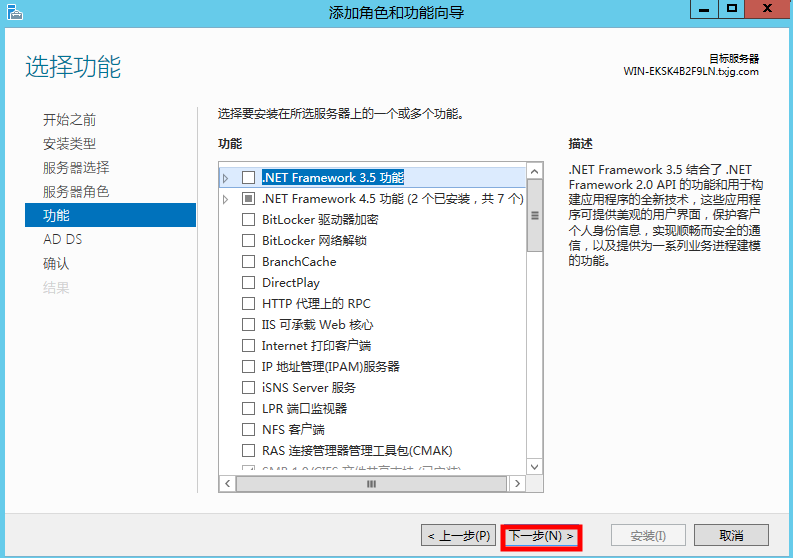 添加角色和功能向导
选择功能
目标服务器
WIN-EKSK4B2F9LN.txjg.com
开始之前
安装类型
服务器选择
服务器角色
功能
AD DS
确认
结果
选择要安装在所选服务器上的一个或多个功能。
功能
.NET Framework 3.5 功能
.NET Framework 4.5 功能 (2 个已安装，共 7 个)
BitLocker 驱动器加密
BitLocker 网络解锁
BranchCache
DirectPlay
HTTP 代理上的 RPC
IIS 可承载 Web 核心
Internet 打印客户端
IP 地址管理(IPAM)服务器
iSNS Server 服务
LPR 端口监视器
NFS 客户端
RAS 连接管理器管理工具包(CMAK)
SMB 1.0/CIFS 文件共享支持 (已安装)
描述
.NET Framework 3.5 结合了 .NET
Framework 2.0 API 的功能和用于构
建应用程序的全新技术，这些应用程
序可提供美观的用户界面，保护客户
个人身份信息，实现顺畅而安全的通
信，以及提供为一系列业务进程建模
的功能。
< 上一步(P)
下一步(N) >
安装(I)
取消